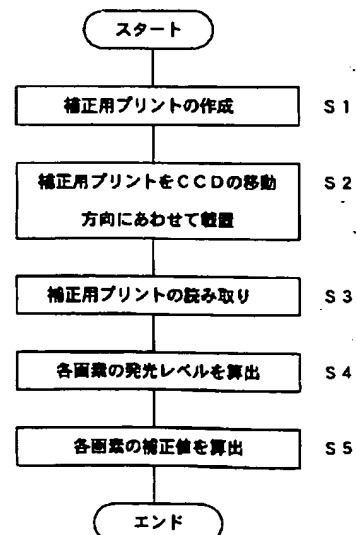 スタート
補正用プリントの作成 S1
補正用プリントをCCDの移動 S2
方向にあわせて載置
補正用プリントの読み取り S3
各画素の発光レベルを算出 S4
各画素の補正値を算出 S5
エンド